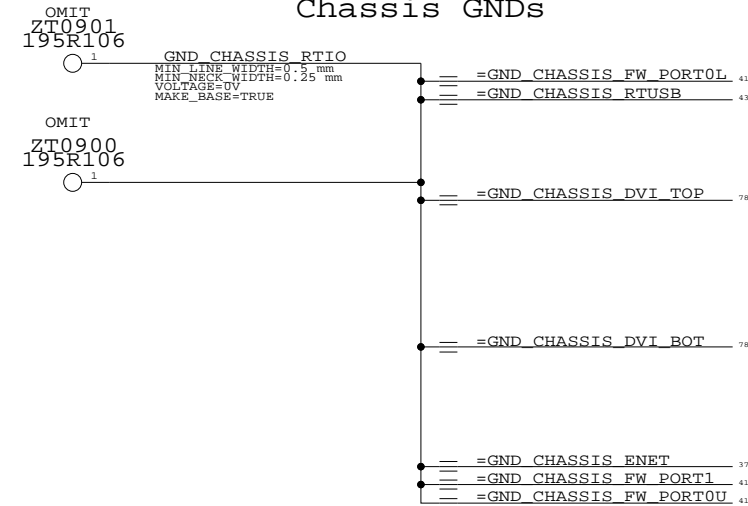 Chassis GNDs
OMIT
ZT0901
195R106
1
GND_CHASSIS_RTIO
MIN_LINE_WIDTH=0.5 mm
MIN_NECK_WIDTH=0.25 mm
VOLTAGE=0V
MAKE_BASE=TRUE
=GND_CHASSIS_FW_PORT0L 41
=GND_CHASSIS_RTUSB 43
OMIT
ZT0900
195R106
1
=GND_CHASSIS_DVI_TOP 78
=GND_CHASSIS_DVI_BOT 78
=GND_CHASSIS_ENET 37
=GND_CHASSIS_FW_PORT1 41
=GND_CHASSIS_FW_PORT0U 41